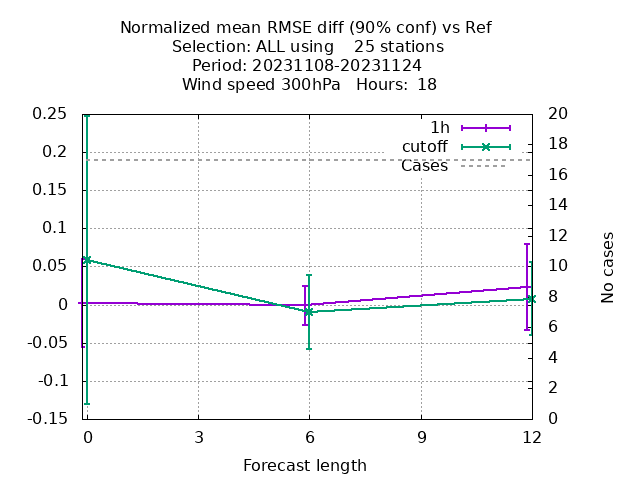 Normalized mean RMSE diff (90% conf) vs Ref
Selection: ALL using    25 stations
Period: 20231108-20231124
Wind speed 300hPa   Hours:  18
0.25
0.2
0.15
0.1
0.05
0
-0.05
-0.1
-0.15
1h
cutoff
Cases
20
18
16
14
12
10
8
6
4
2
0
No cases
0
3
6
9
12
Forecast length